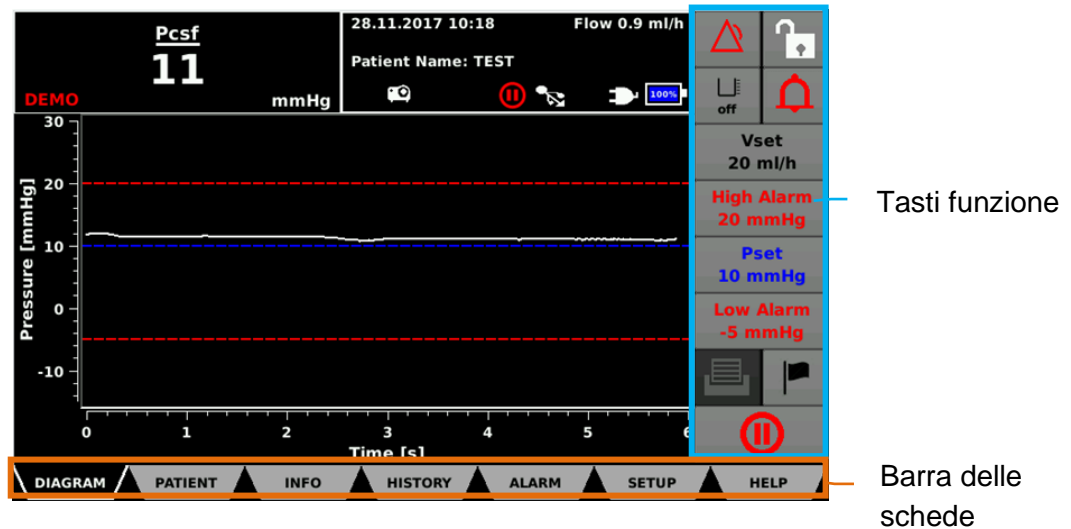 Pcsf
11
DEMO
mmHg
28.11.2017 10:18 Flow 0.9 ml/h
Patient Name: TEST
100%
off
Vset
20 ml/h
High Alarm
20 mmHg
Pset
10 mmHg
Low Alarm
-5 mmHg
Tasti funzione
Pressure [mmHg]
30
20
10
0
-10
0 1 2 3 4 5 6
Time [s]
DIAGRAM PATIENT INFO HISTORY ALARM SETUP HELP
Barra delle
schede